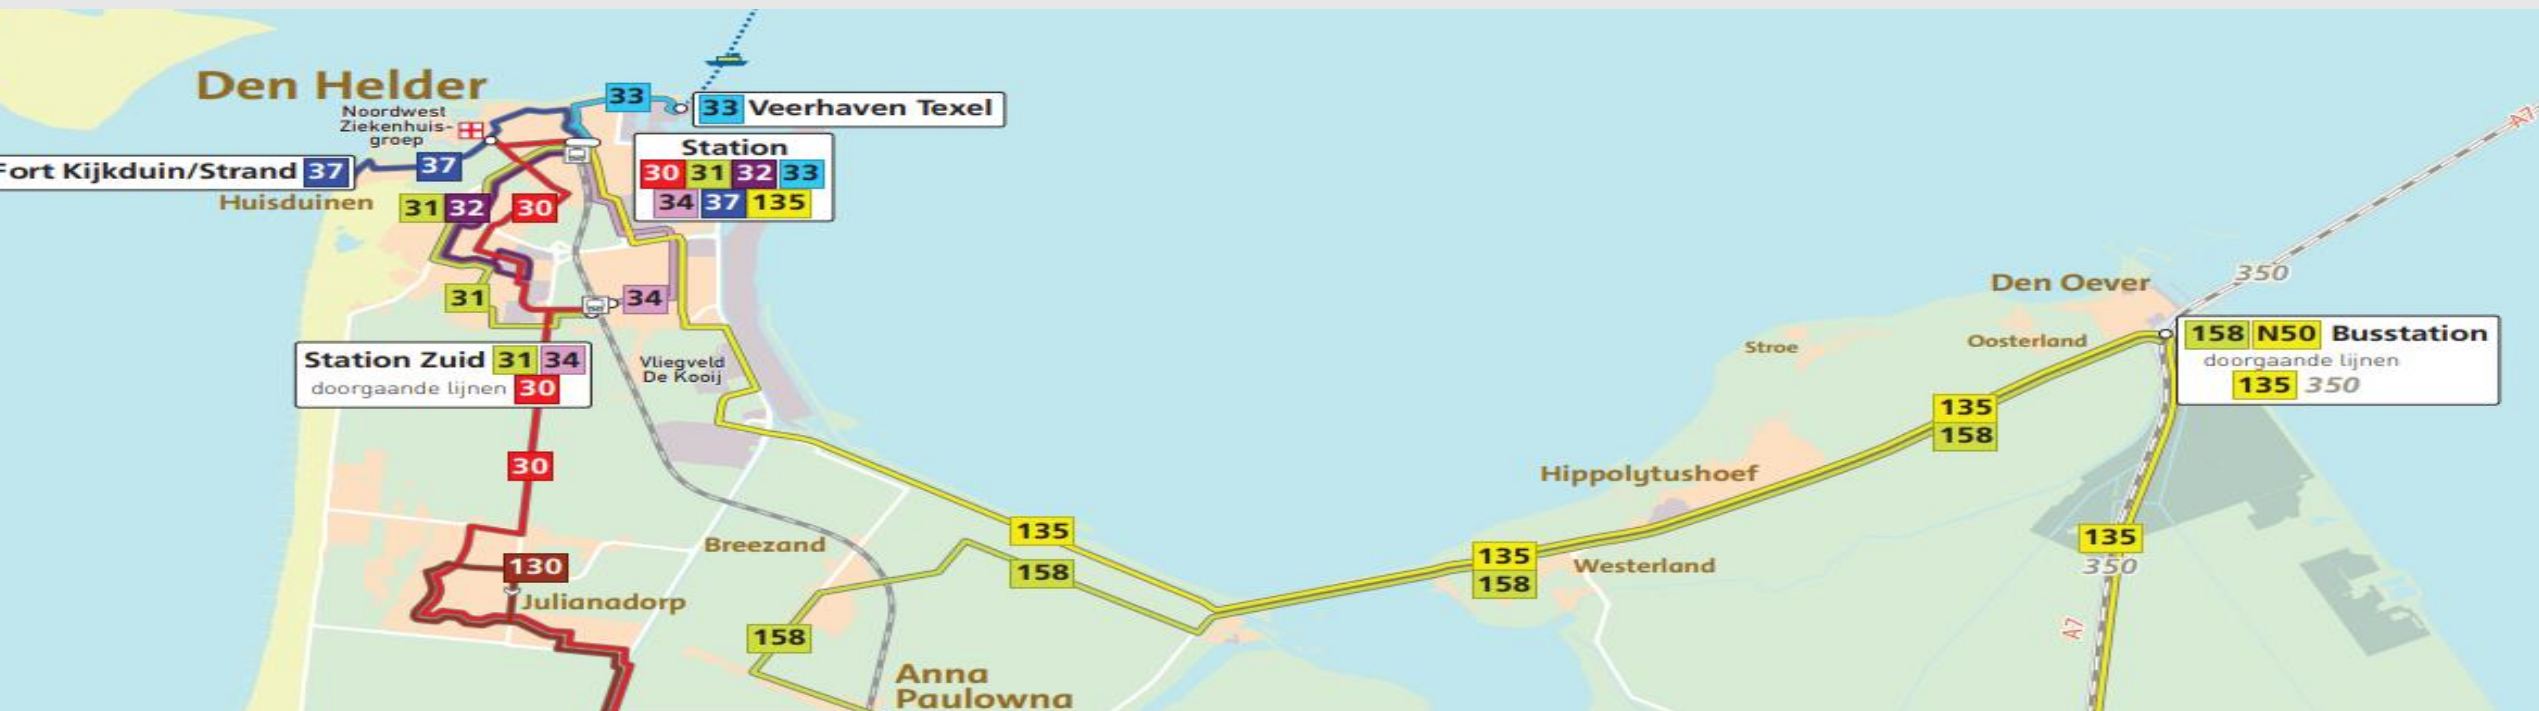 Den Helder
Noordwest
Ziekenhuis-
groep
33
33 Veerhaven Texel
Station
30 31 32 33
34 37 135
Fort Kijkduin/Strand 37
37
Huisduinen
31 32
30
31
34
Station Zuid 31 34
doorgaande lijnen 30
Vliegveld
De Kooij
30
130
Julianadorp
Breezand
135
158
158
Anna
Paulowna
135
158
Westerland
Hippolytushoef
Stroe
Oosterland
Den Oever
135
158
A7
350
158 N50 Busstation
doorgaande lijnen
135 350
135
350
A7